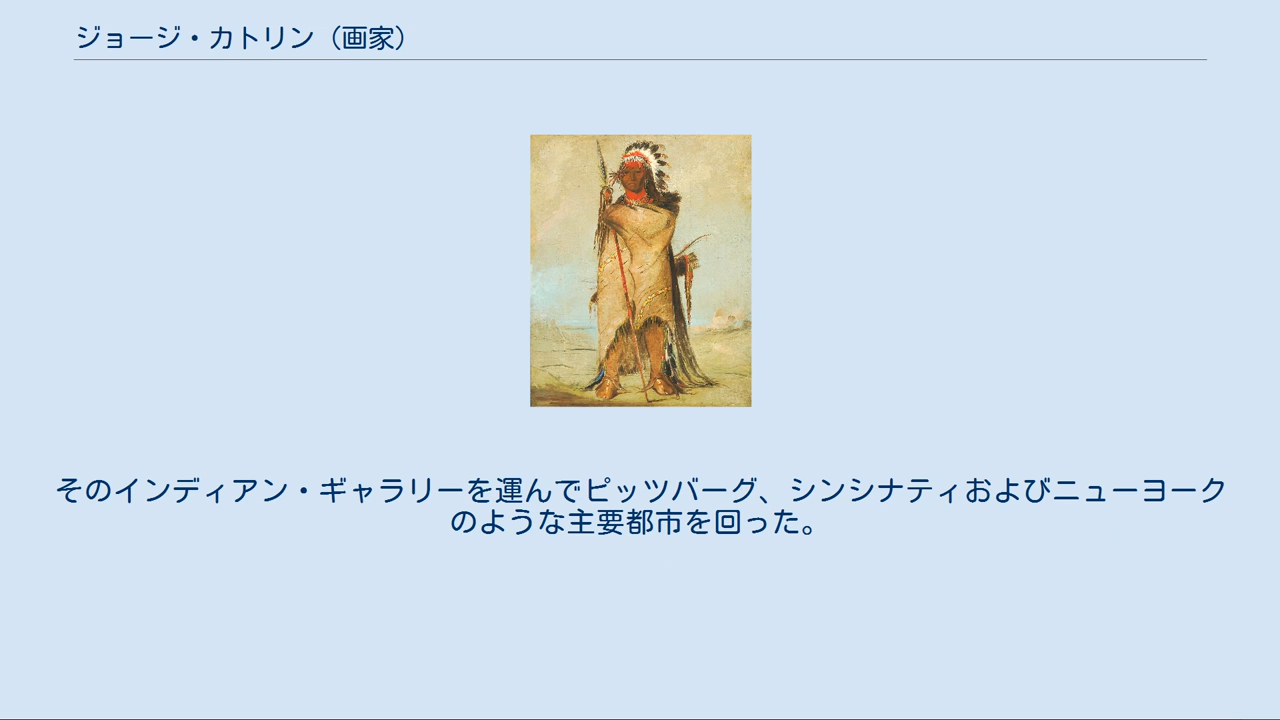 ジョージ・カトリン（画家）
そのインディアン・ギャラリーを運んでピッツバーグ、シンシナティおよびニューヨーク
のような主要都市を回った。